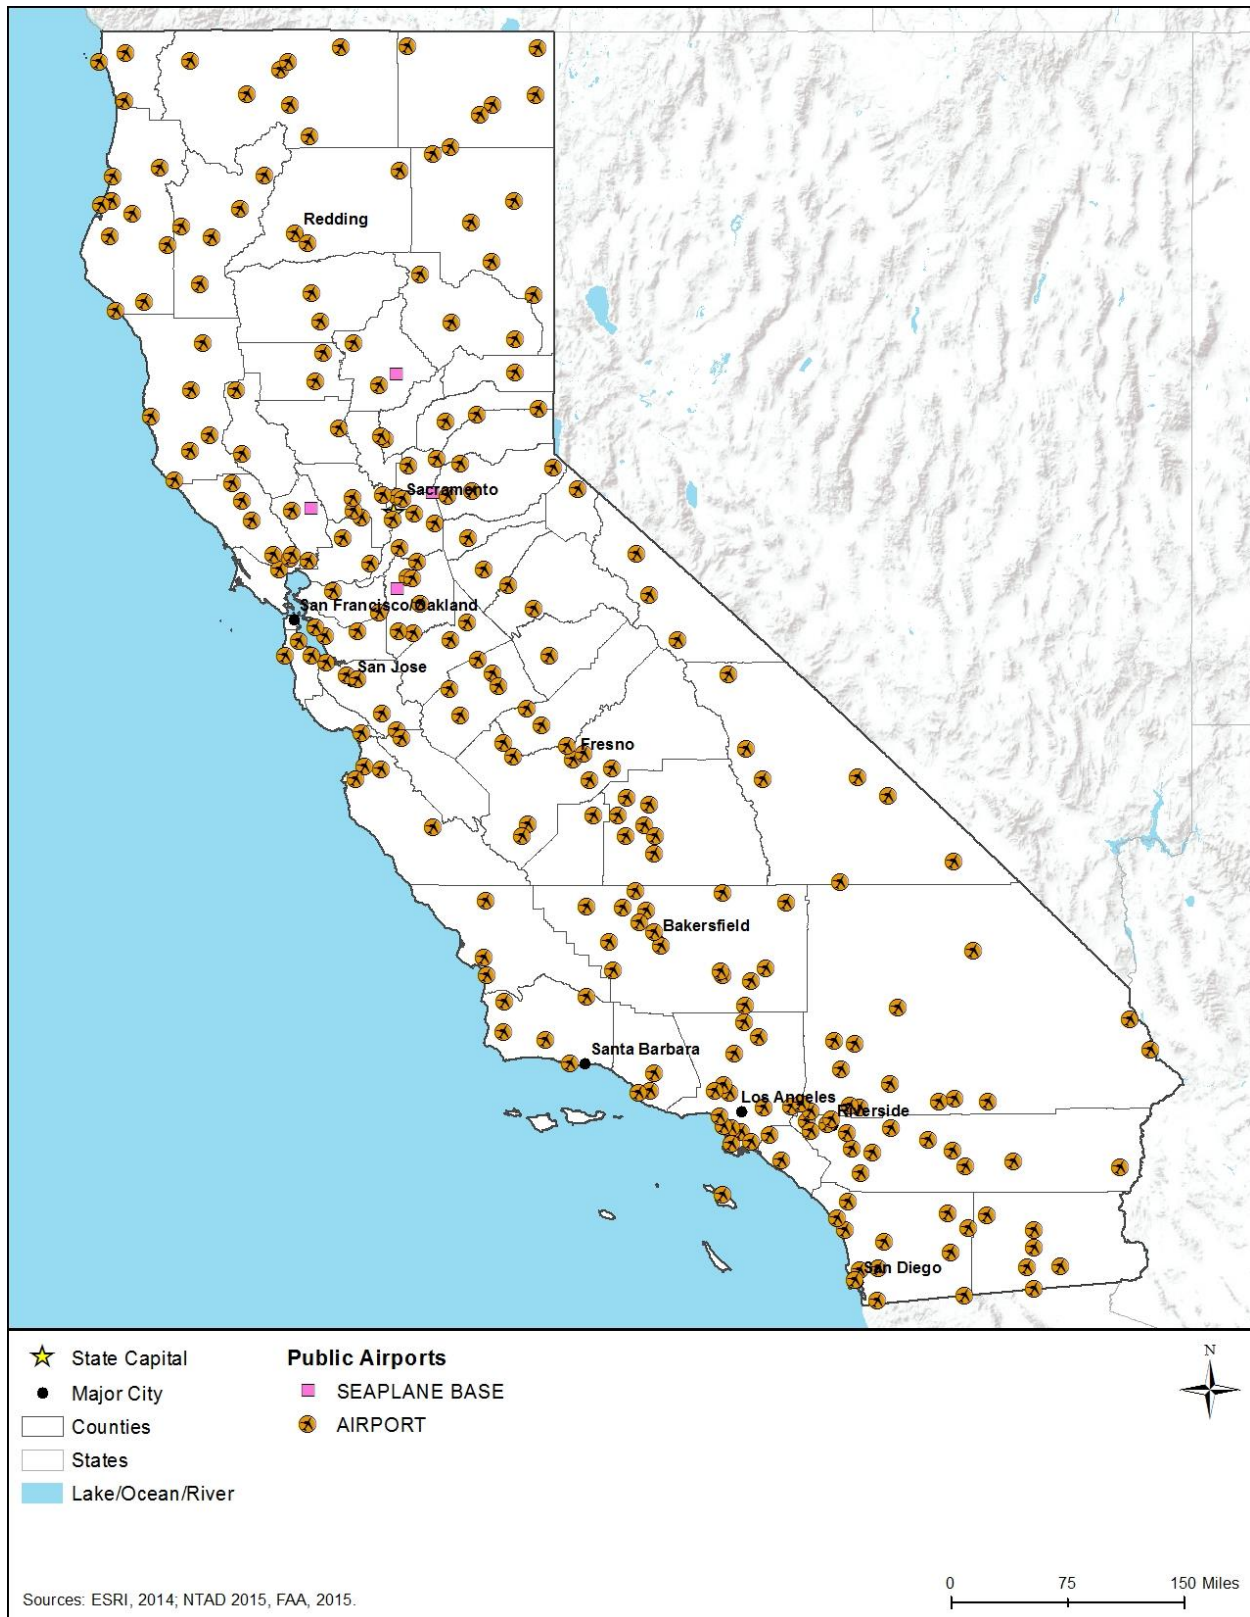 Redding
Sacramento
San Francisco/Oakland
San Jose
Fresno
Bakersfield
Santa Barbara
Los Angeles
Riverside
San Diego
State Capital
Major City
Counties
States
Lake/Ocean/River
Public Airports
SEAPLANE BASE
AIRPORT
N
Sources: ESRI, 2014; NTAD 2015, FAA, 2015.
0 75 150 Miles